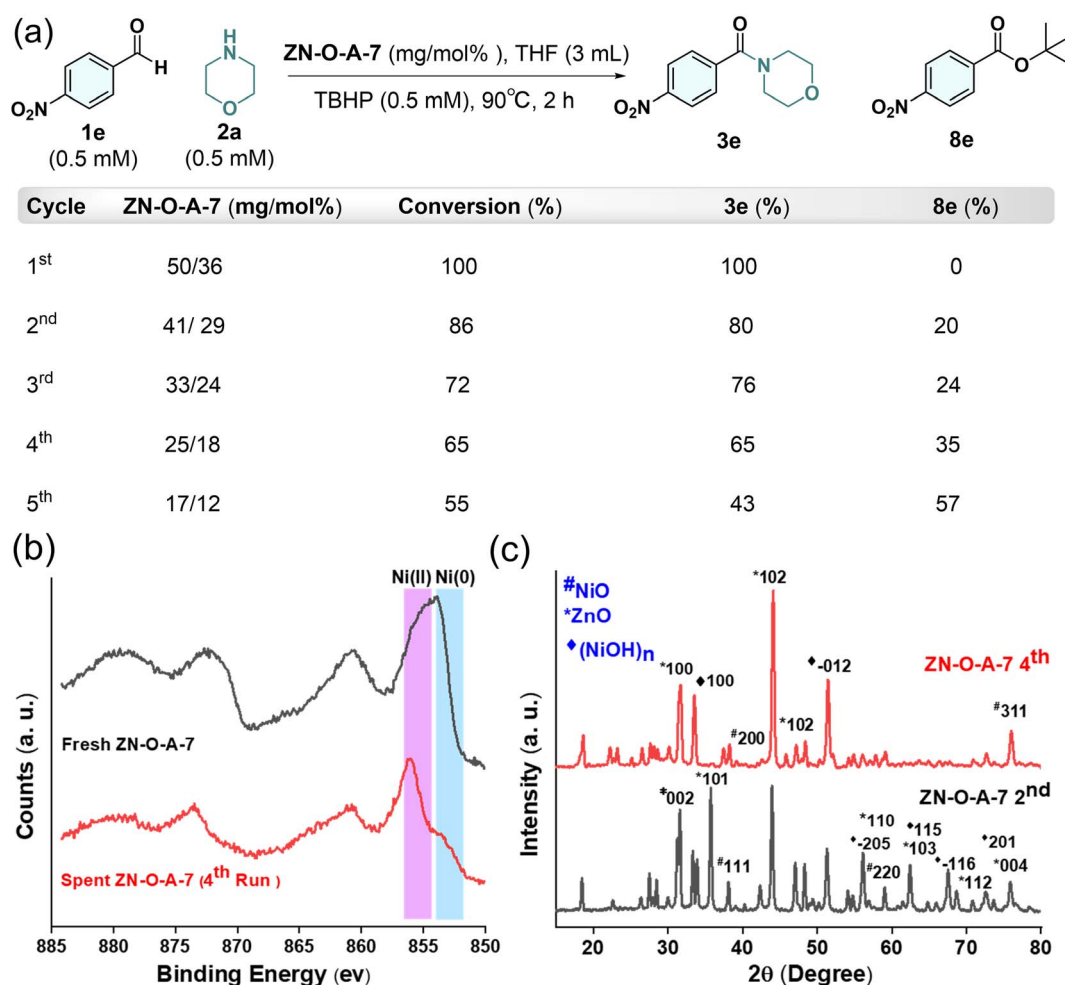 (a)
O
H
O₂N
1e
(0.5 mM)
H
N
O
2a
(0.5 mM)
ZN-O-A-7 (mg/mol% ), THF (3 mL)
TBHP (0.5 mM), 90°C, 2 h
O
N
O
O₂N
3e
O
O
O₂N
8e
Cycle ZN-O-A-7 (mg/mol%) Conversion (%) 3e (%) 8e (%)
1st 50/36 100 100 0
2nd 41/ 29 86 80 20
3rd 33/24 72 76 24
4th 25/18 65 65 35
5th 17/12 55 43 57
(b)
Ni(II) Ni(0)
Fresh ZN-O-A-7
Spent ZN-O-A-7 (4th Run )
Counts (a. u.)
885 880 875 870 865 860 855 850
Binding Energy (ev)
(c)
#NiO
*ZnO
♦(NiOH)n
*100
♦100
#200
*102
*102
♦-012
ZN-O-A-7 4th
#311
*002
*101
#111
ZN-O-A-7 2nd
*110
♦-205
#220
♦115
*103
♦-116
*112
♦201
*004
Intensity (a. u.)
20 30 40 50 60 70 80
2θ (Degree)